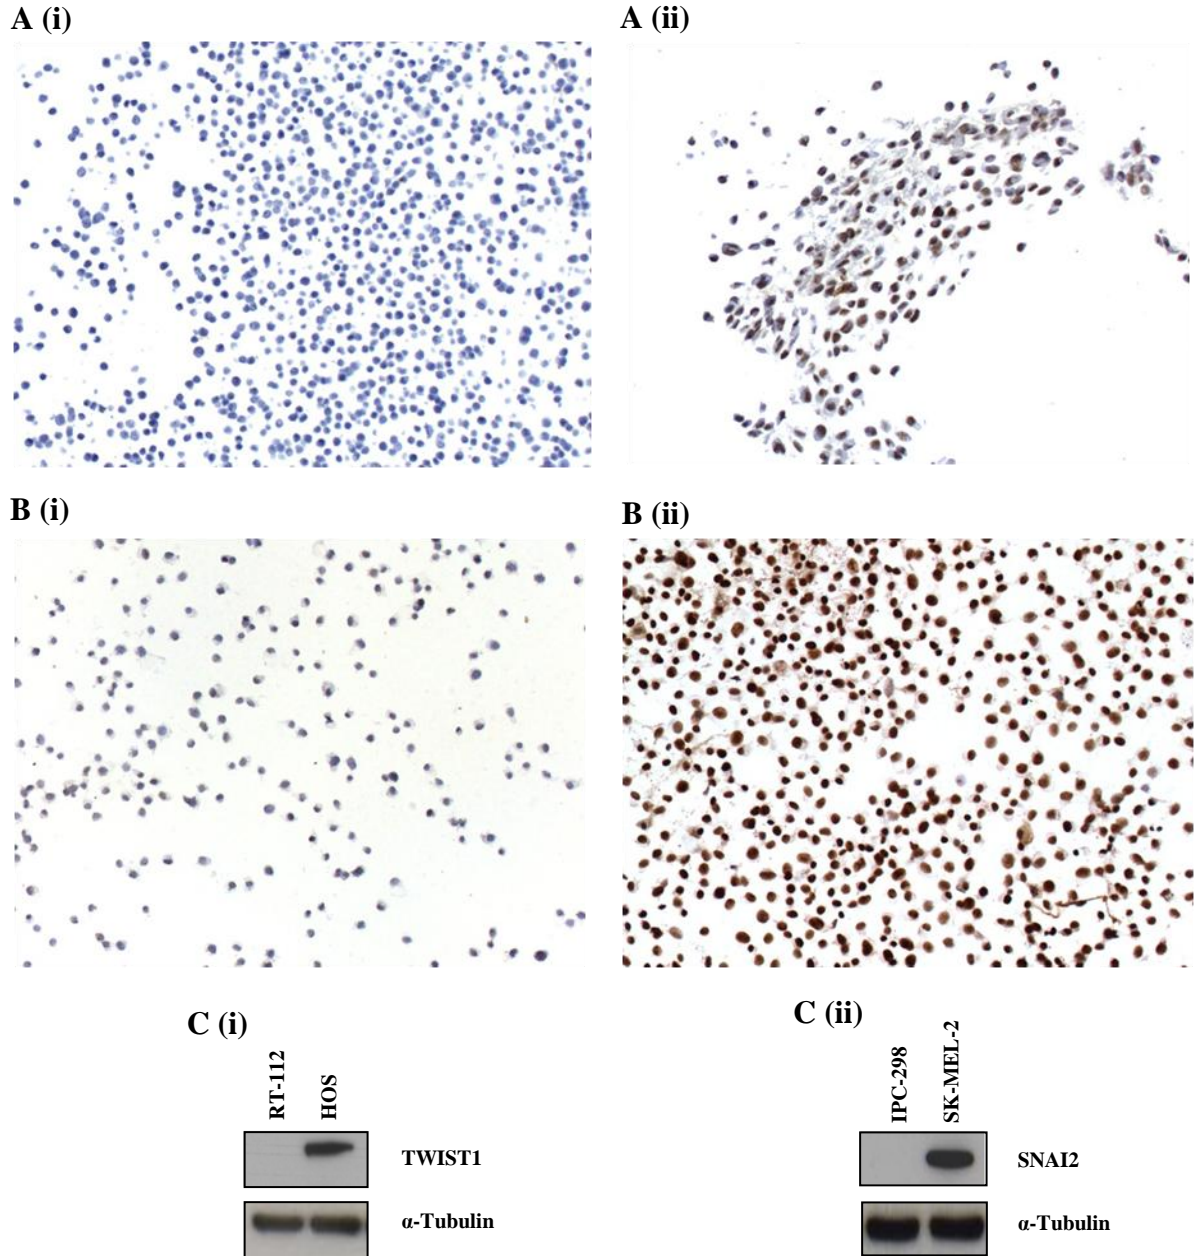 A (i)
A (ii)
B (i)
B (ii)
C (i)
RT-112
HOS
TWIST1
α-Tubulin
C (ii)
IPC-298
SK-MEL-2
SNAI2
α-Tubulin